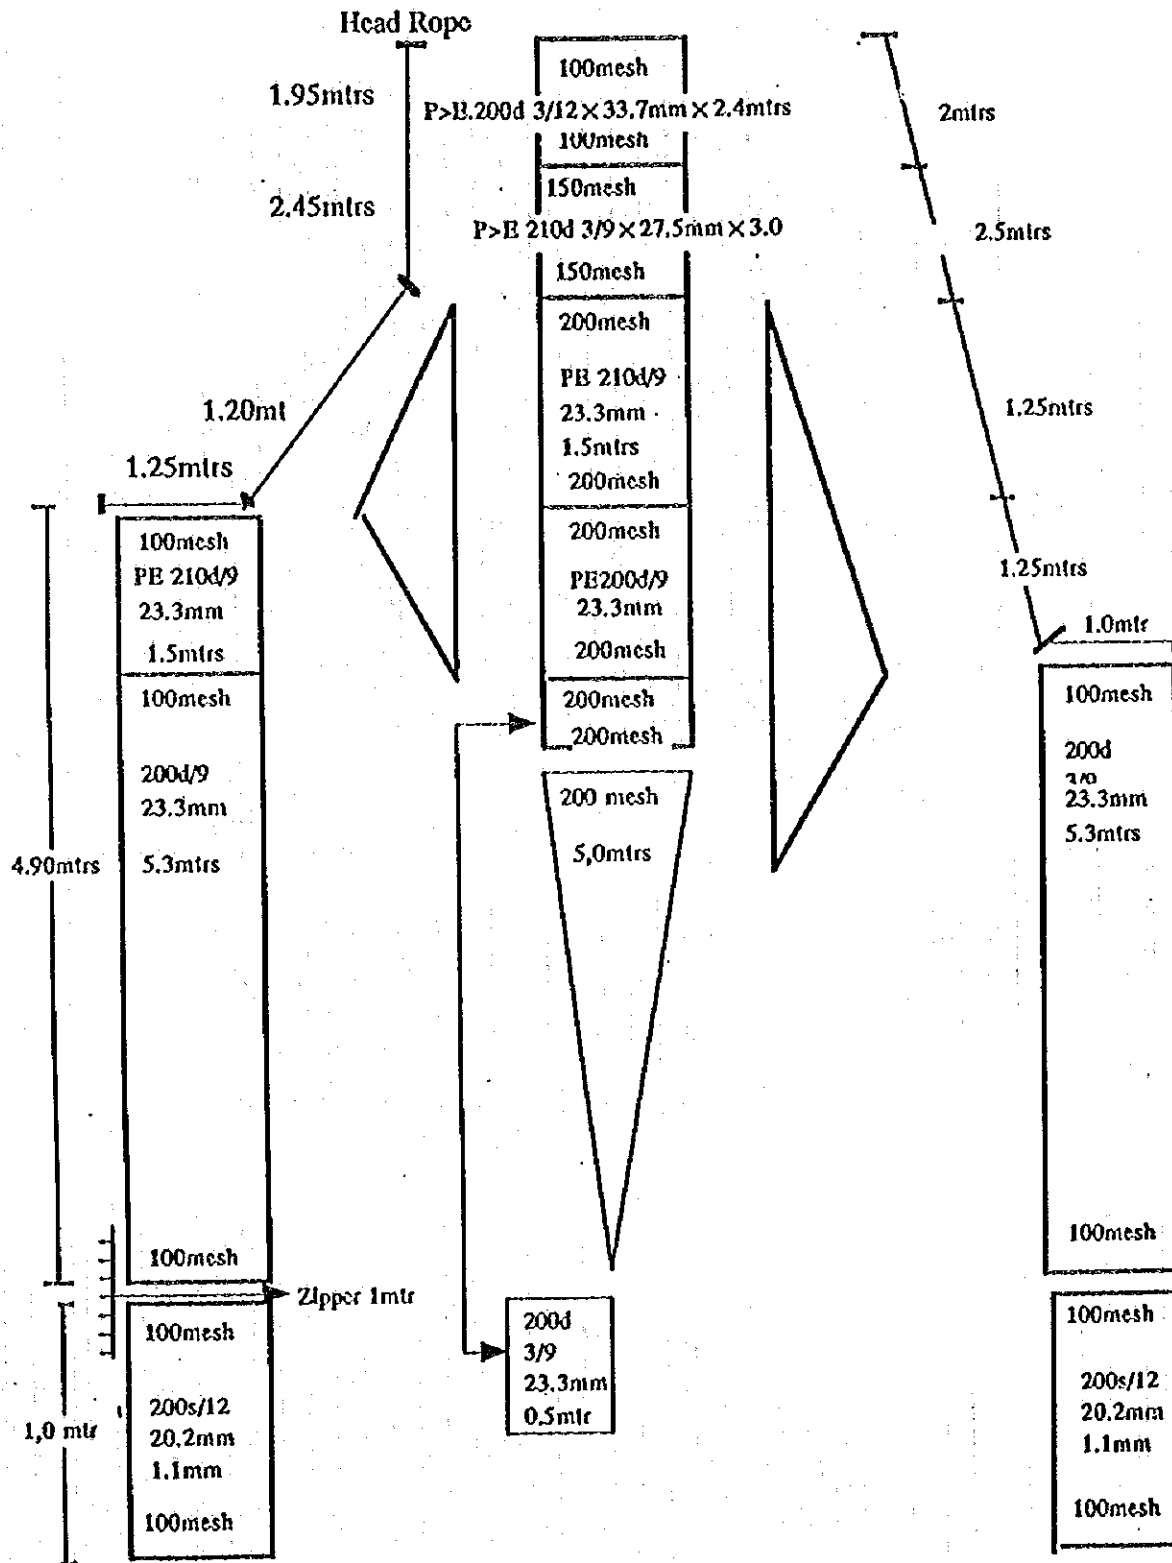 Head Rope
1.95mtrs
2.45mtrs
1.20mt
1.25mtrs
100mesh
PE 210d/9
23.3mm
1.5mtrs
100mesh
200d/9
23.3mm
5.3mtrs
4.90mtrs
100mesh
Zipper 1mtr
100mesh
200s/12
20.2mm
1.1mm
100mesh
1,0 mtr
100mesh
P>E.200d 3/12×33.7mm×2.4mtrs
100mesh
150mesh
P>E 210d 3/9×27.5mm×3.0
150mesh
200mesh
PE 210d/9
23.3mm
1.5mtrs
200mesh
200mesh
PE200d/9
23.3mm
200mesh
200mesh
200mesh
200 mesh
5,0mtrs
200d
3/9
23.3mm
0.5mtr
2mtrs
2.5mtrs
1.25mtrs
1.25mtrs
1.0mtr
100mesh
200d
23.3mm
5.3mtrs
100mesh
100mesh
200s/12
20.2mm
1.1mm
100mesh